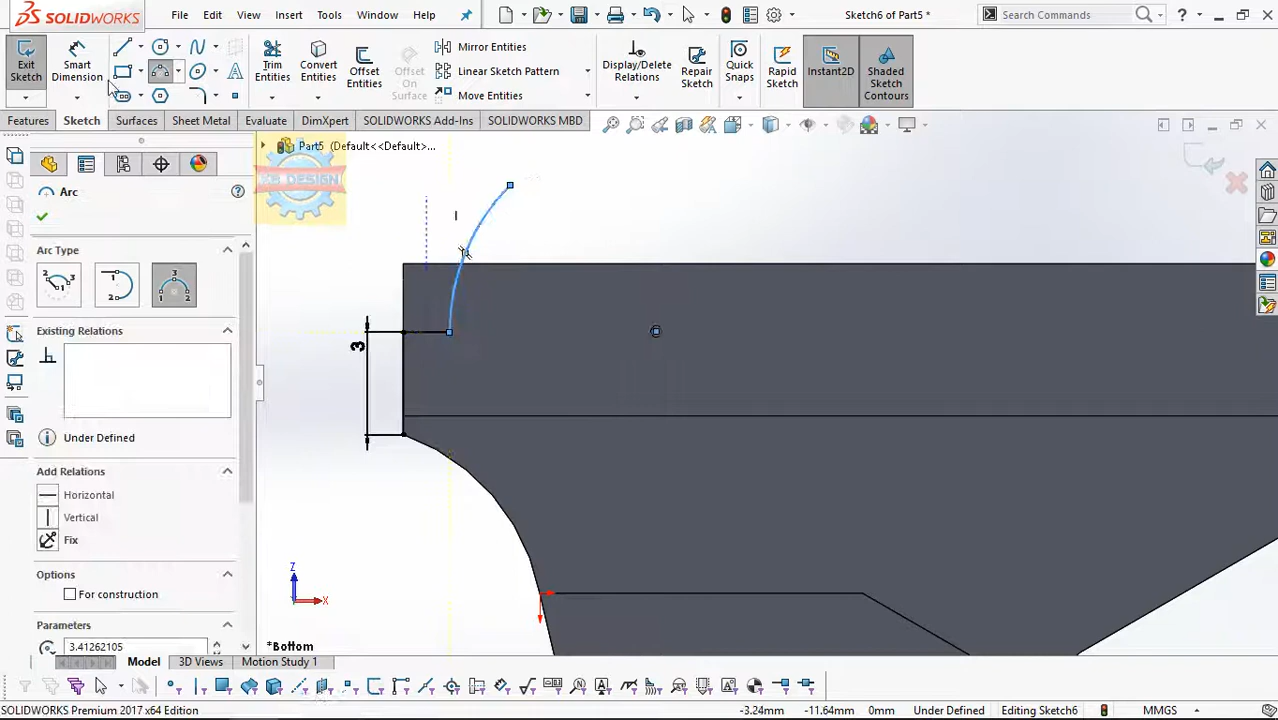 SOLIDWORKS
File
Edit
View
Insert
Tools
Window
Help
Sketch6 of Part5 *
Search Commands
?
Exit Sketch
Smart Dimension
Trim Entities
Convert Entities
Offset Entities
Offset On Surface
Mirror Entities
Linear Sketch Pattern
Move Entities
Display/Delete Relations
Repair Sketch
Quick Snaps
Rapid Sketch
Instant2D
Shaded Sketch Contours
Features
Sketch
Surfaces
Sheet Metal
Evaluate
DimXpert
SOLIDWORKS Add-Ins
SOLIDWORKS MBD
Part5 (Default<<Default>...
Arc
?
Arc Type
Existing Relations
Under Defined
Add Relations
Horizontal
Vertical
Fix
Options
For construction
Parameters
3.41262105
3
Z
X
*Bottom
Model
3D Views
Motion Study 1
SOLIDWORKS Premium 2017 x64 Edition
-3.24mm
-11.64mm
0mm
Under Defined
Editing Sketch6
MMGS